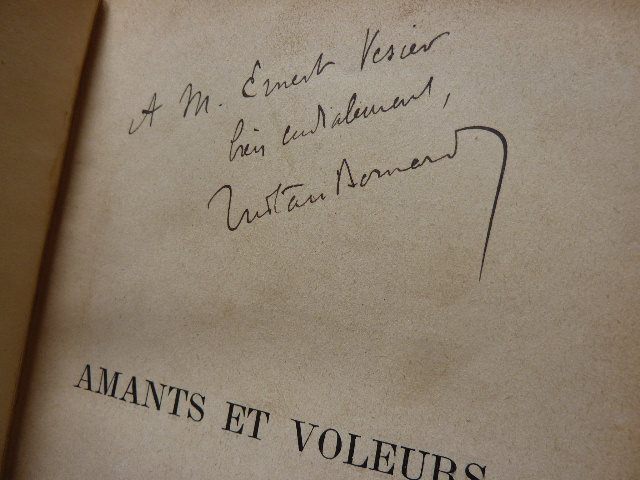 A M. Ernest Vesier
bien cordialement,
Tristan Bernard
AMANTS ET VOLEURS